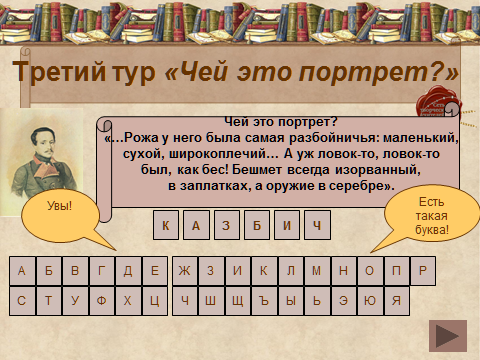 Третий тур «Чей это портрет?»
Чей это портрет?
«…Рожа у него была самая разбойничья: маленький,
сухой, широкоплечий… А уж ловок-то, ловок-то
был, как бес! Бешмет всегда изорванный,
в заплатках, а оружие в серебре».
Увы!
Есть
такая
буква!
К А З Б И Ч
А Б В Г Д Е Ж З И К Л М Н О П Р
С Т У Ф Х Ц Ч Ш Щ Ъ Ы Ь Э Ю Я